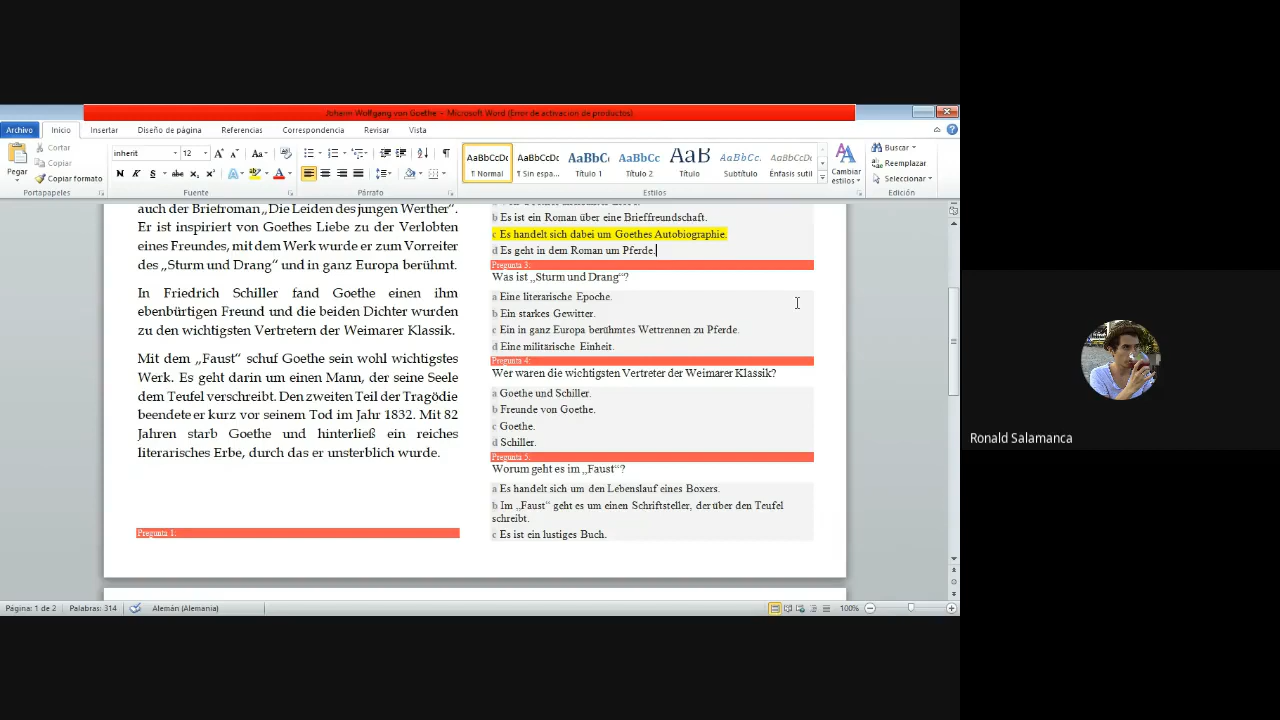 Johann Wolfgang von Goethe - Microsoft Word (Error de activación de productos)
Archivo Inicio Insertar Diseño de página Referencias Correspondencia Revisar Vista
Pegar
Cortar
Copiar
Copiar formato
Portapapeles
inherit 12
N K S abc x₂ x² A A
Fuente
Párrafo
AaBbCcDc ¶ Normal
AaBbCcDc ¶ Sin espa...
AaBbC Título 1
AaBbCc Título 2
AaB Título
AaBbCc. Subtítulo
AaBbCcDc Énfasis sutil
Estilos
Cambiar estilos
Buscar
Reemplazar
Seleccionar
Edición
auch der Briefroman „Die Leiden des jungen Werther“.
Er ist inspiriert von Goethes Liebe zu der Verlobten
eines Freundes, mit dem Werk wurde er zum Vorreiter
des „Sturm und Drang“ und in ganz Europa berühmt.
In Friedrich Schiller fand Goethe einen ihm
ebenbürtigen Freund und die beiden Dichter wurden
zu den wichtigsten Vertretern der Weimarer Klassik.
Mit dem „Faust“ schuf Goethe sein wohl wichtigstes
Werk. Es geht darin um einen Mann, der seine Seele
dem Teufel verschreibt. Den zweiten Teil der Tragödie
beendete er kurz vor seinem Tod im Jahr 1832. Mit 82
Jahren starb Goethe und hinterließ ein reiches
literarisches Erbe, durch das er unsterblich wurde.
Pregunta 1:
b Es ist ein Roman über eine Brieffreundschaft.
c Es handelt sich dabei um Goethes Autobiographie.
d Es geht in dem Roman um Pferde.
Pregunta 3:
Was ist „Sturm und Drang“?
a Eine literarische Epoche.
b Ein starkes Gewitter.
c Ein in ganz Europa berühmtes Wettrennen zu Pferde.
d Eine militärische Einheit.
Pregunta 4:
Wer waren die wichtigsten Vertreter der Weimarer Klassik?
a Goethe und Schiller.
b Freunde von Goethe.
c Goethe.
d Schiller.
Pregunta 5:
Worum geht es im „Faust“?
a Es handelt sich um den Lebenslauf eines Boxers.
b Im „Faust“ geht es um einen Schriftsteller, der über den Teufel
schreibt.
c Es ist ein lustiges Buch.
Página: 1 de 2 Palabras: 314 Alemán (Alemania) 100%
Ronald Salamanca